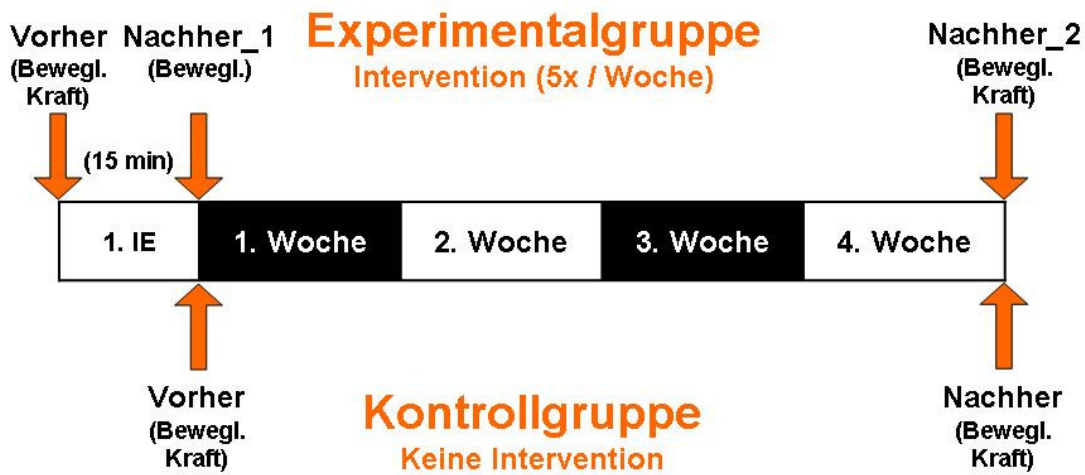 Vorher
(Bewegl.
Kraft)
Nachher_1
(Bewegl.)
Experimentalgruppe
Intervention (5x / Woche)
Nachher_2
(Bewegl.
Kraft)
(15 min)
1. IE
1. Woche
2. Woche
3. Woche
4. Woche
Vorher
(Bewegl.
Kraft)
Kontrollgruppe
Keine Intervention
Nachher
(Bewegl.
Kraft)